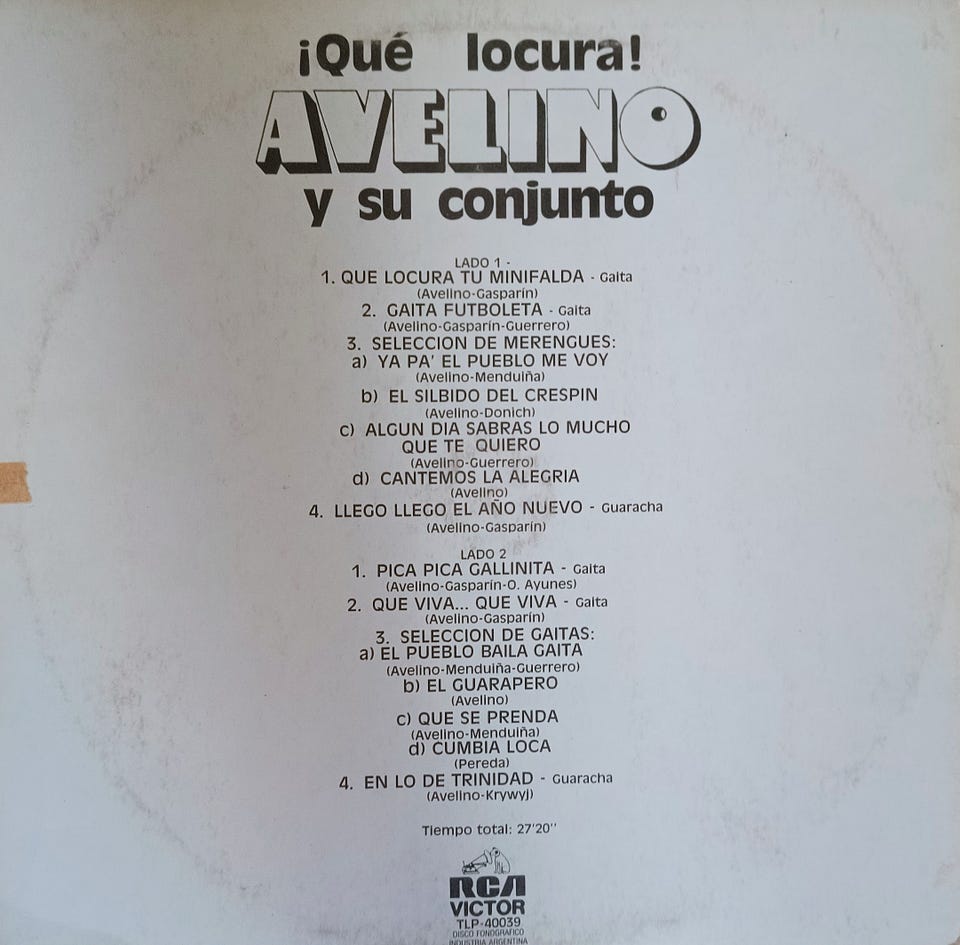 ¡Qué locura!
AVELINO
y su conjunto
LADO 1 -
1. QUE LOCURA TU MINIFALDA - Gaita
(Avelino-Gasparín)
2. GAITA FUTBOLETA - Gaita
(Avelino-Gasparín-Guerrero)
3. SELECCION DE MERENGUES:
a) YA PA' EL PUEBLO ME VOY
(Avelino-Menduiña)
b) EL SILBIDO DEL CRESPIN
(Avelino-Donich)
c) ALGUN DIA SABRAS LO MUCHO
QUE TE QUIERO
(Avelino-Guerrero)
d) CANTEMOS LA ALEGRIA
(Avelino)
4. LLEGO LLEGO EL AÑO NUEVO - Guaracha
(Avelino-Gasparín)
LADO 2
1. PICA PICA GALLINITA - Gaita
(Avelino-Gasparín-O. Ayunes)
2. QUE VIVA... QUE VIVA - Gaita
(Avelino-Gasparín)
3. SELECCION DE GAITAS:
a) EL PUEBLO BAILA GAITA
(Avelino-Menduiña-Guerrero)
b) EL GUARAPERO
(Avelino)
c) QUE SE PRENDA
(Avelino-Menduiña)
d) CUMBIA LOCA
(Pereda)
4. EN LO DE TRINIDAD - Guaracha
(Avelino-Krywyj)
Tiempo total: 27'20''
RCA
VICTOR
TLP-40039
DISCO FONOGRAFICO
INDUSTRIA ARGENTINA